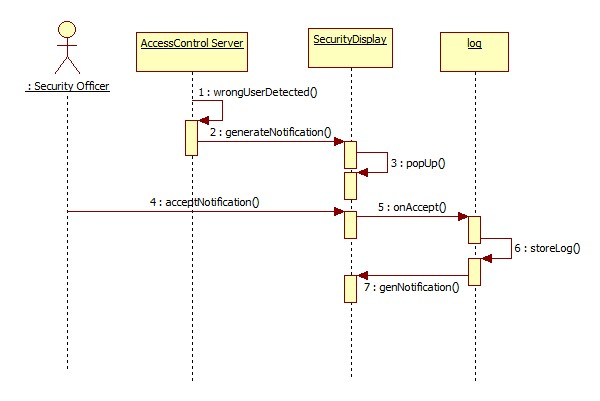 AccessControl Server
SecurityDisplay
log
: Security Officer
1 : wrongUserDetected()
2 : generateNotification()
3 : popUp()
4 : acceptNotification()
5 : onAccept()
6 : storeLog()
7 : genNotification()